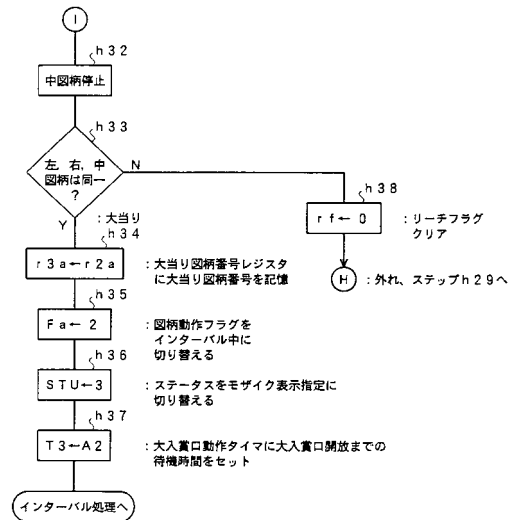 I
h32
中図柄停止
h33
左，右，中
図柄は同一
?
N
Y
:大当り
h34
r3a←r2a
:大当り図柄番号レジスタ
に大当り図柄番号を記憶
h35
Fa←2
:図柄動作フラグを
インターバル中に
切り替える
h36
STU←3
:ステータスをモザイク表示指定に
切り替える
h37
T3←A2
:大入賞口動作タイマに大入賞口開放までの
待機時間をセット
インターバル処理へ
h38
rf←0
:リーチフラグ
クリア
H
:外れ、ステップh29へ